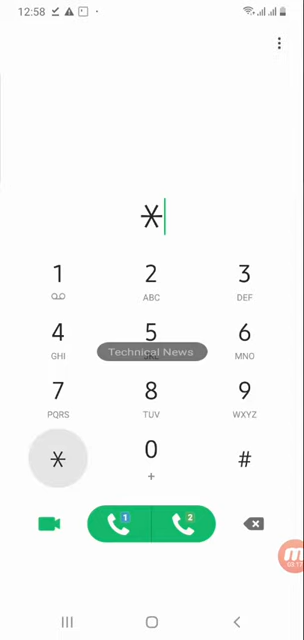 12:58
*
1 2 3
ABC DEF
4 5 6
GHI MNO
Technical News
7 8 9
PQRS TUV WXYZ
* 0 #
+
1 2